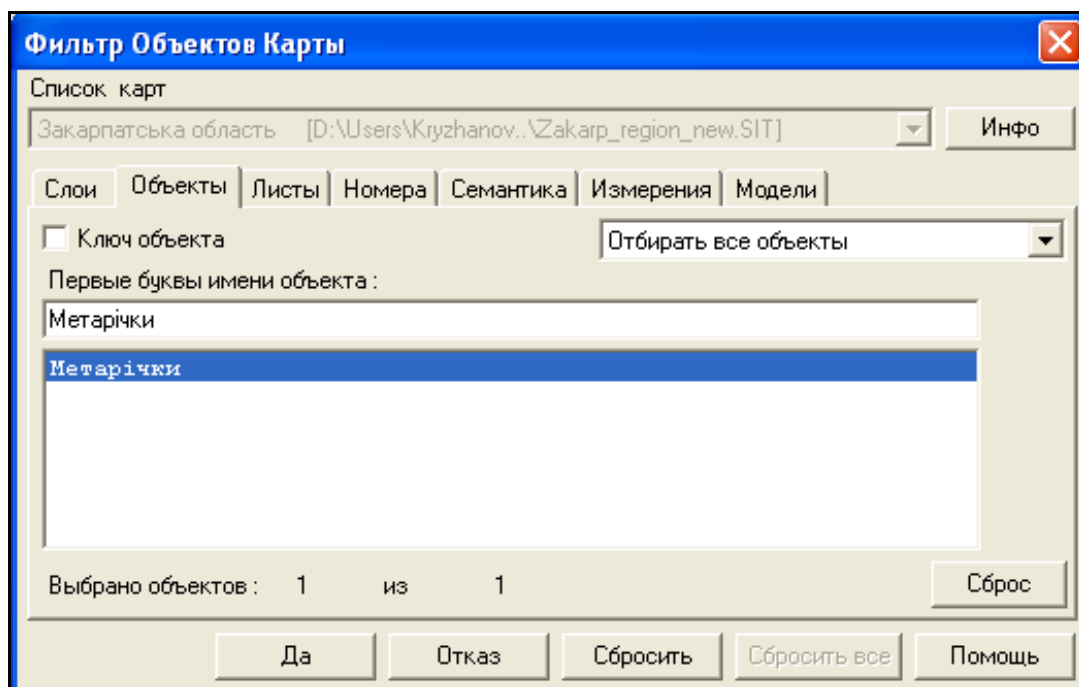 Фильтр Объектов Карты
Список карт
Закарпатська область [D:\Users\Kryzhanov..\Zakarp_region_new.SIT] Инфо
Слои Объекты Листы Номера Семантика Измерения Модели
Ключ объекта Отбирать все объекты
Первые буквы имени объекта :
Метарічки
Метарічки
Выбрано объектов : 1 из 1 Сброс
Да Отказ Сбросить Сбросить все Помощь